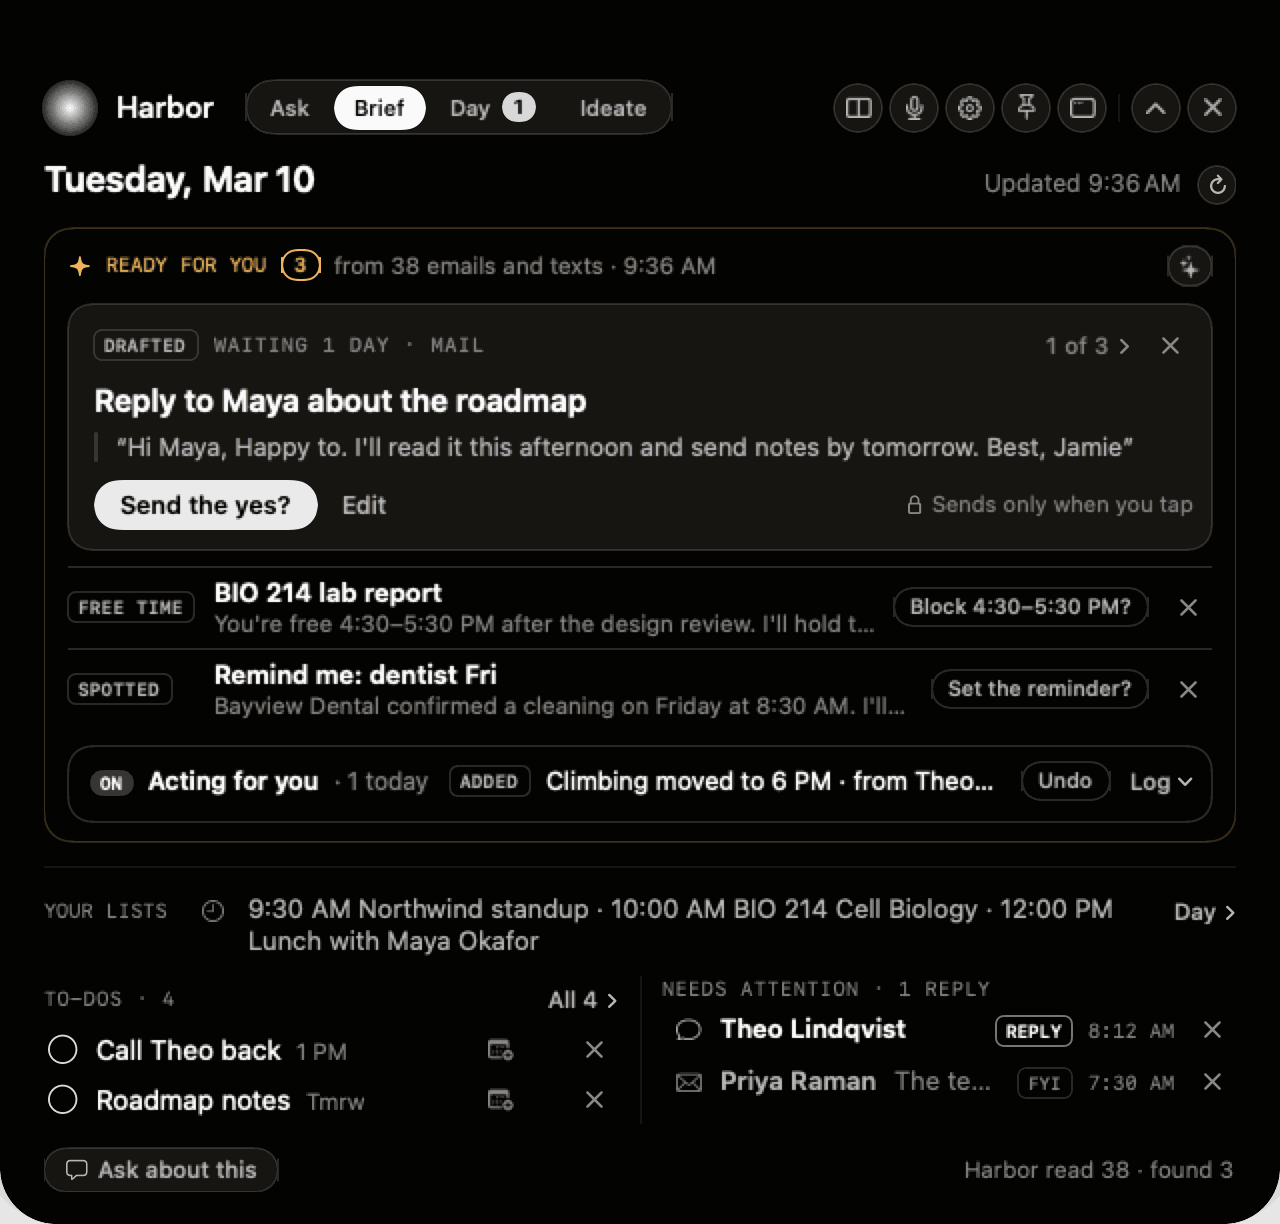 Harbor
Ask
Brief
Day 1
Ideate
Tuesday, Mar 10
Updated 9:36 AM
READY FOR YOU 3 from 38 emails and texts · 9:36 AM
DRAFTED WAITING 1 DAY · MAIL
1 of 3
Reply to Maya about the roadmap
“Hi Maya, Happy to. I'll read it this afternoon and send notes by tomorrow. Best, Jamie”
Send the yes?
Edit
Sends only when you tap
FREE TIME
BIO 214 lab report
You're free 4:30–5:30 PM after the design review. I'll hold t...
Block 4:30–5:30 PM?
SPOTTED
Remind me: dentist Fri
Bayview Dental confirmed a cleaning on Friday at 8:30 AM. I'll...
Set the reminder?
ON Acting for you · 1 today ADDED Climbing moved to 6 PM · from Theo... Undo Log
YOUR LISTS
9:30 AM Northwind standup · 10:00 AM BIO 214 Cell Biology · 12:00 PM
Lunch with Maya Okafor
Day
TO-DOS · 4
All 4
Call Theo back 1 PM
Roadmap notes Tmrw
NEEDS ATTENTION · 1 REPLY
Theo Lindqvist REPLY 8:12 AM
Priya Raman The te... FYI 7:30 AM
Ask about this
Harbor read 38 · found 3